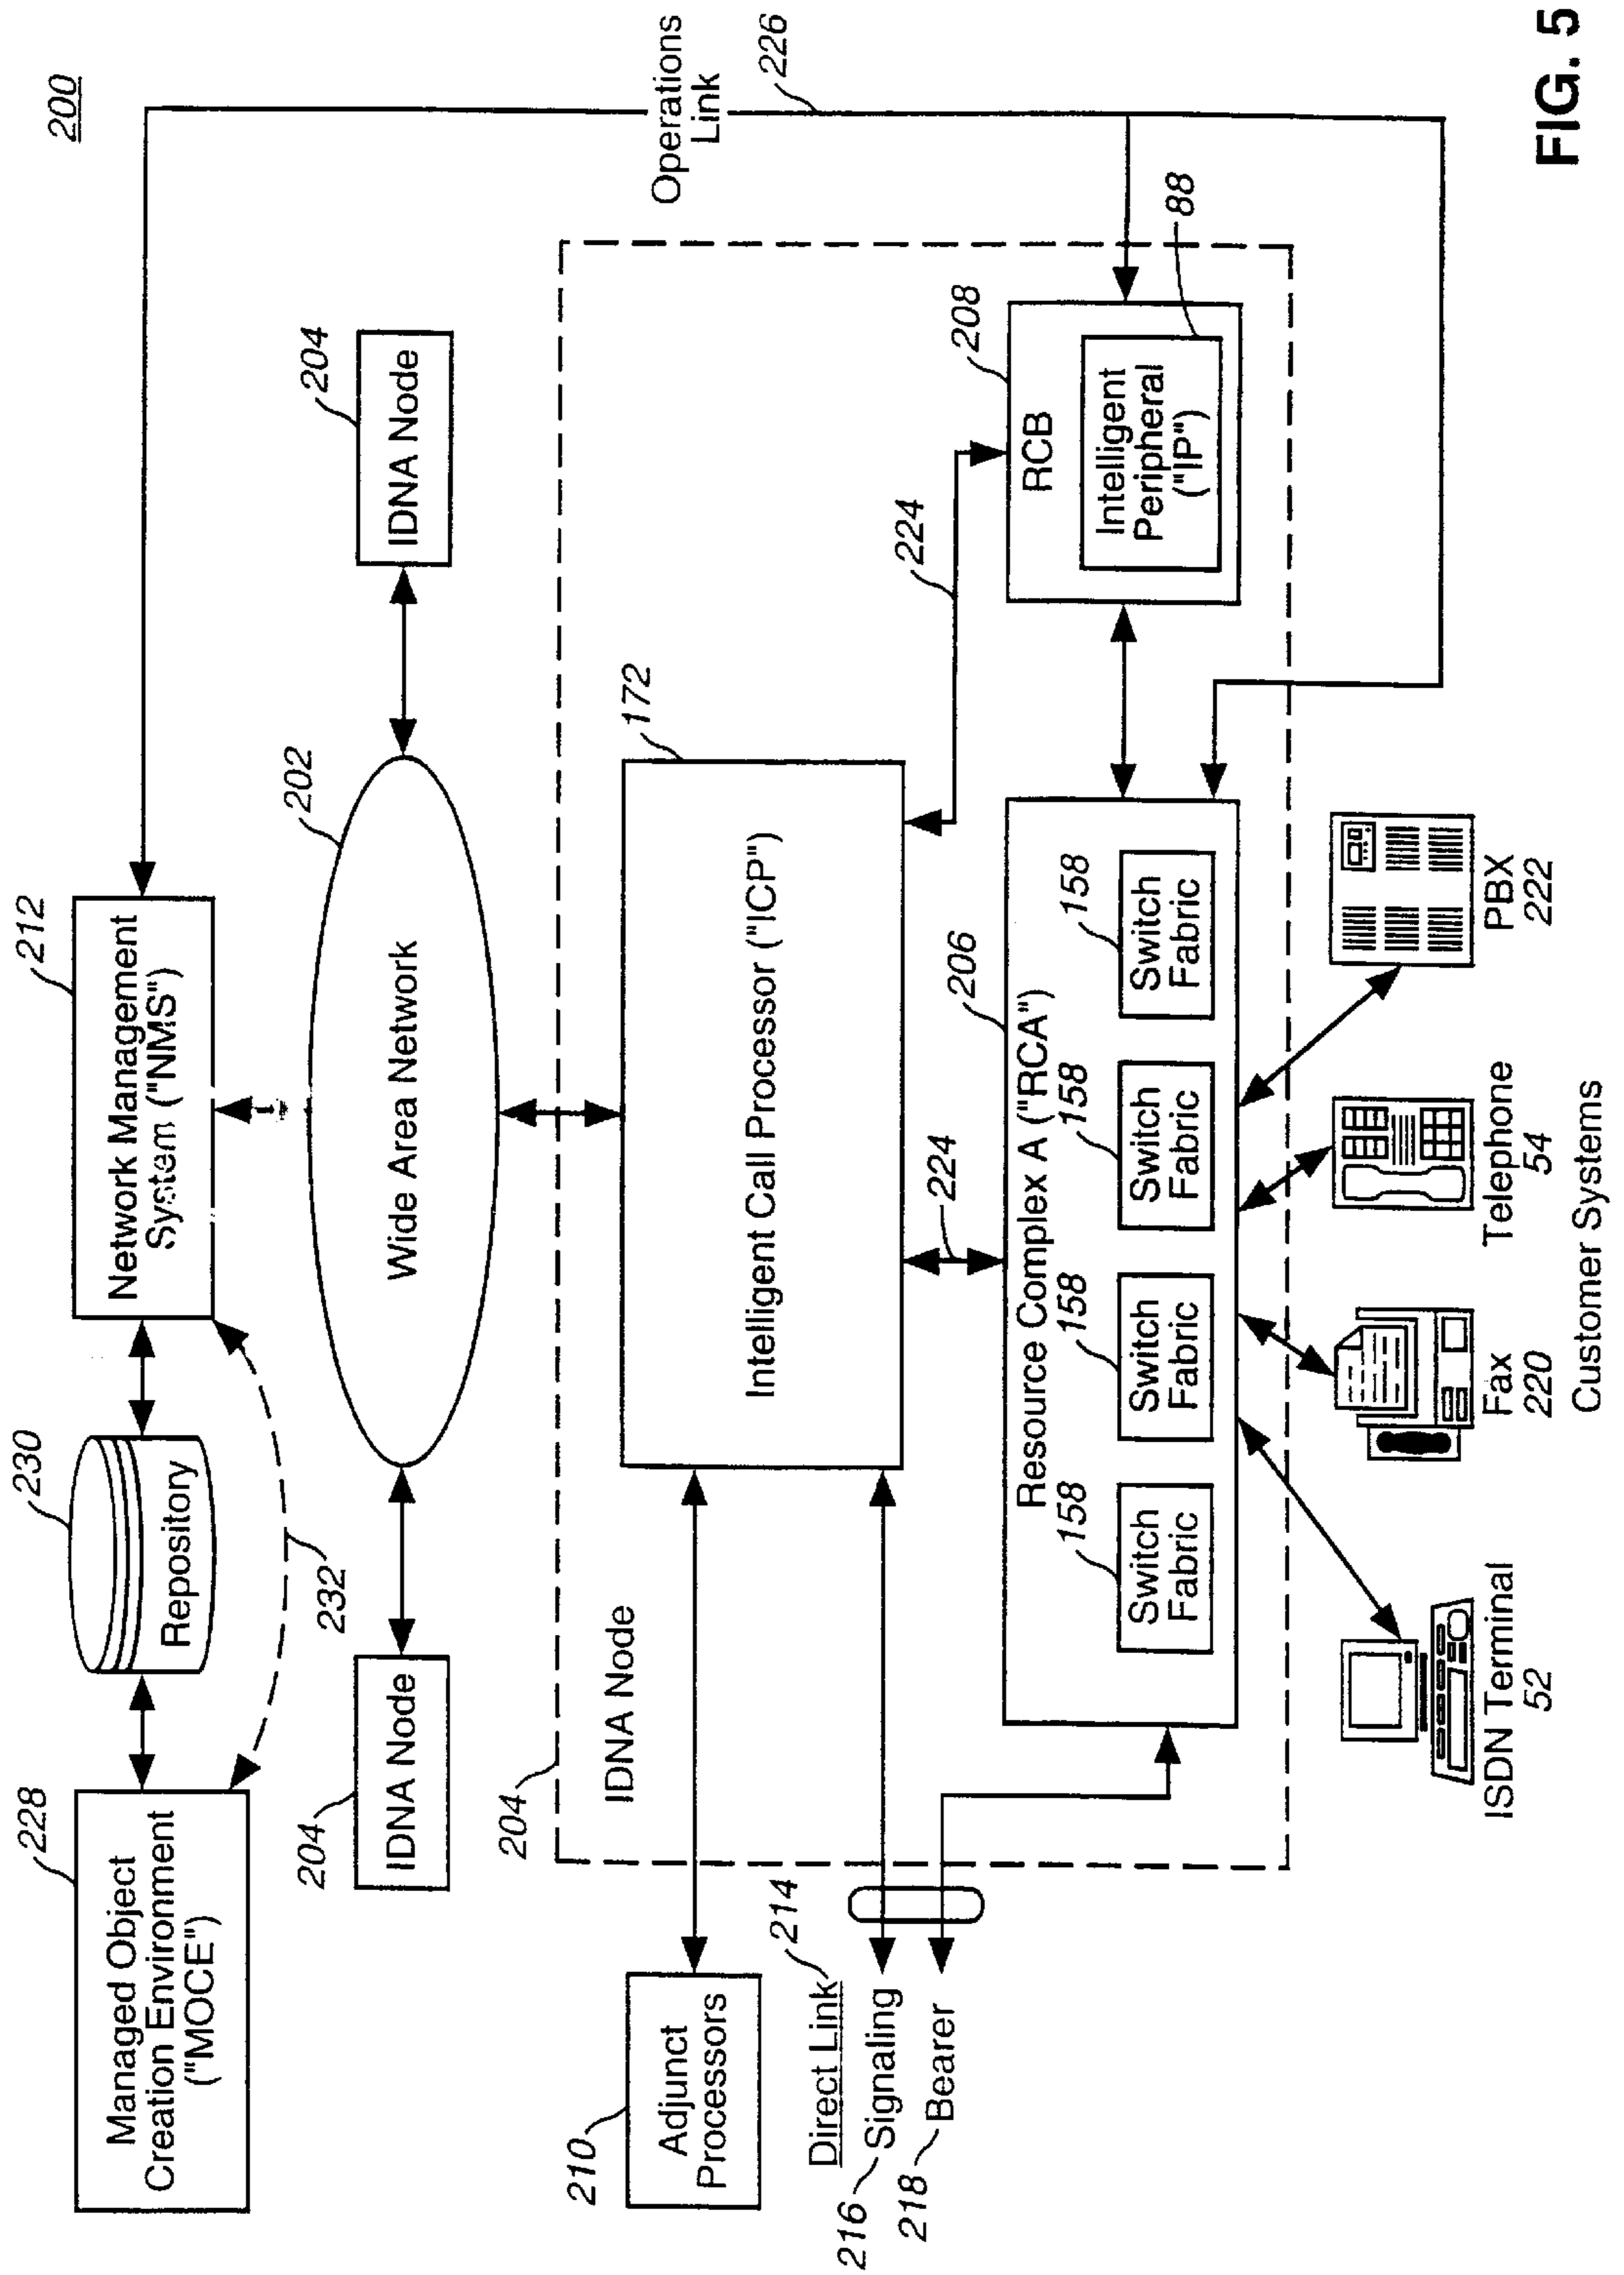 200
228
Managed Object
Creation Environment
("MOCE")
230
Repository
212
Network Management
System ("NMS")
232
204
IDNA Node
202
Wide Area Network
204
IDNA Node
Operations
Link
226
204
IDNA Node
210
Adjunct
Processors
172
Intelligent Call Processor ("ICP")
Direct Link
214
216
Signaling
218
Bearer
224
224
206
Resource Complex A ("RCA")
158
Switch
Fabric
158
Switch
Fabric
158
Switch
Fabric
158
Switch
Fabric
208
RCB
88
Intelligent
Peripheral
("IP")
ISDN Terminal
52
Fax
220
Telephone
54
PBX
222
Customer Systems
FIG. 5